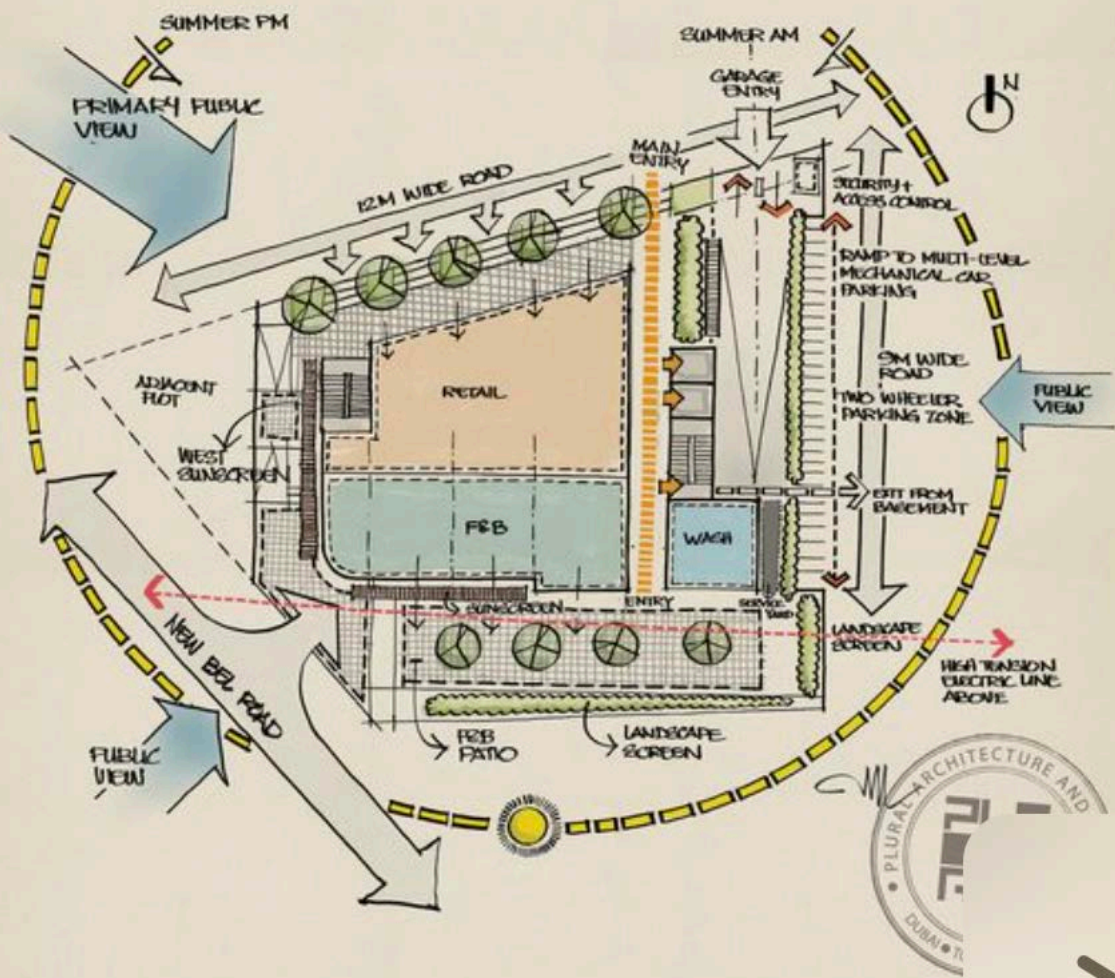 SUMMER PM
SUMMER AM
PRIMARY PUBLIC
VIEW
GARAGE
ENTRY
N
MAIN
ENTRY
12M WIDE ROAD
SECURITY +
ACCESS CONTROL
RAMP TO MULTI-LEVEL
MECHANICAL CAR
PARKING
9M WIDE
ROAD
ADJACENT
PLOT
RETAIL
TWO WHEELER
PARKING ZONE
PUBLIC
VIEW
WEST
SUNSCREEN
EXIT FROM
BASEMENT
F&B
WASH
SUNSCREEN
ENTRY
SERVICE
YARD
LANDSCAPE
SCREEN
HIGH TENSION
ELECTRIC LINE
ABOVE
NEW BEL ROAD
PUBLIC
VIEW
F&B
PATIO
LANDSCAPE
SCREEN
PLURAL ARCHITECTURE AND
DUBAI